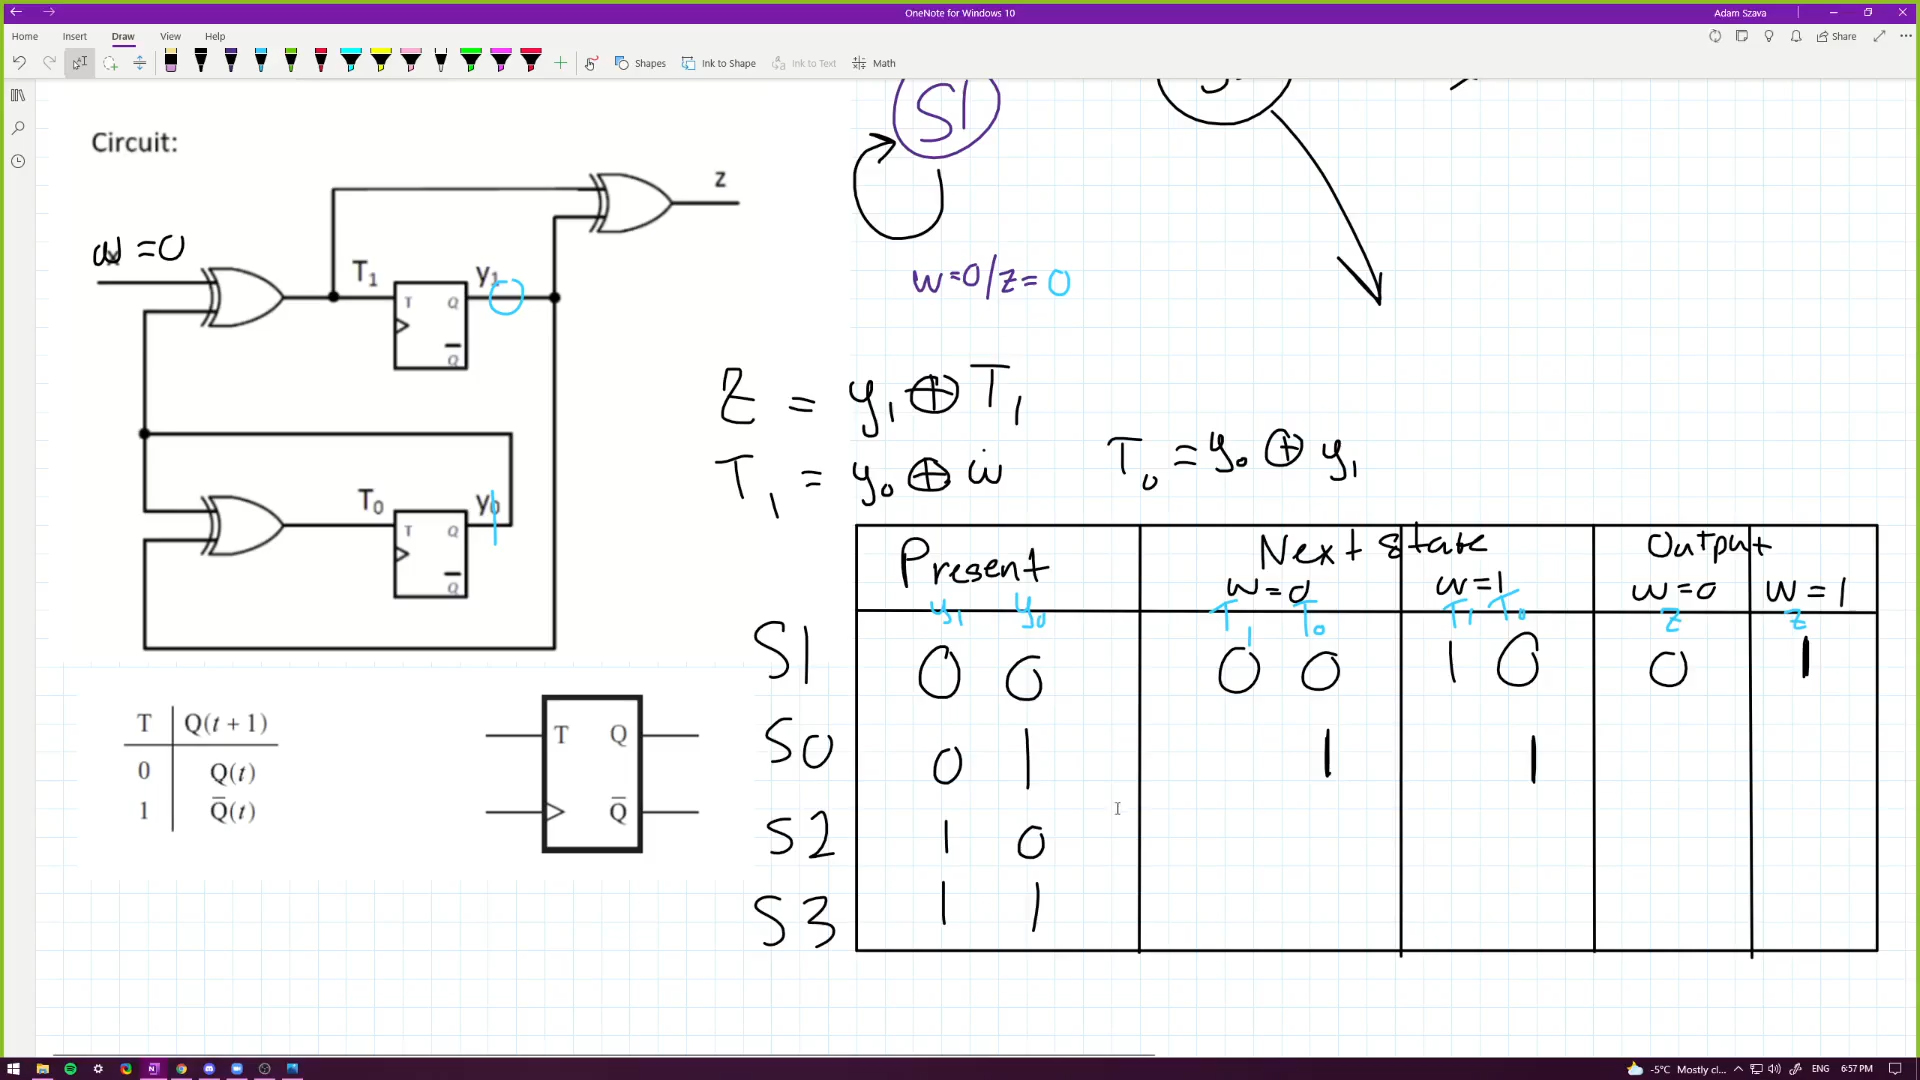 OneNote for Windows 10
Adam Szava
Home Insert Draw View Help
Share
Shapes
Ink to Shape
Ink to Text
Math
Circuit:
S1
z
=0
T1
y1
T Q
Q
w=0/z=0
Z = y1 ⊕ T1
T1 = y0 ⊕ w
T0 = y0 ⊕ y1
T0
y0
T Q
Q
Present Next State Output
w=0 w=1 w=0 w=1
y1 y0 T1 T0 T1 T0 z z
S1 0 0 0 0 1 0 0 1
S0 0 1 1 1
S2 1 0
S3 1 1
T Q(t + 1)
0 Q(t)
1 Q̅(t)
T Q
Q̅
-5°C Mostly cl...
ENG
6:57 PM